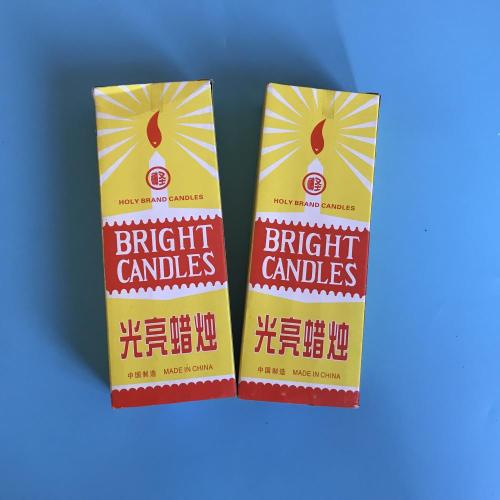 HOLY BRAND CANDLES
BRIGHT
CANDLES
光亮蜡烛
中国制造 MADE IN CHINA
HOLY BRAND CANDLES
BRIGHT
CANDLES
光亮蜡烛
中国制造 MADE IN CHINA